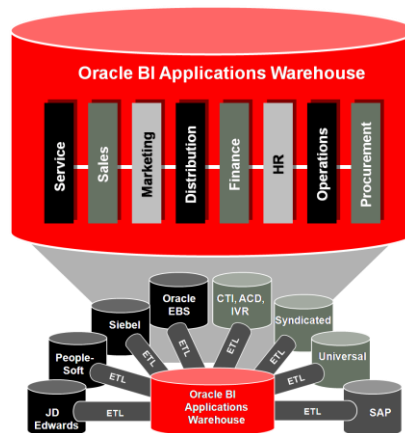 Oracle BI Applications Warehouse
Service
Sales
Marketing
Distribution
Finance
HR
Operations
Procurement
Oracle
EBS
CTI, ACD,
IVR
Siebel
Syndicated
People-
Soft
Universal
JD
Edwards
SAP
ETL
ETL
ETL
ETL
ETL
ETL
ETL
ETL
Oracle BI
Applications
Warehouse